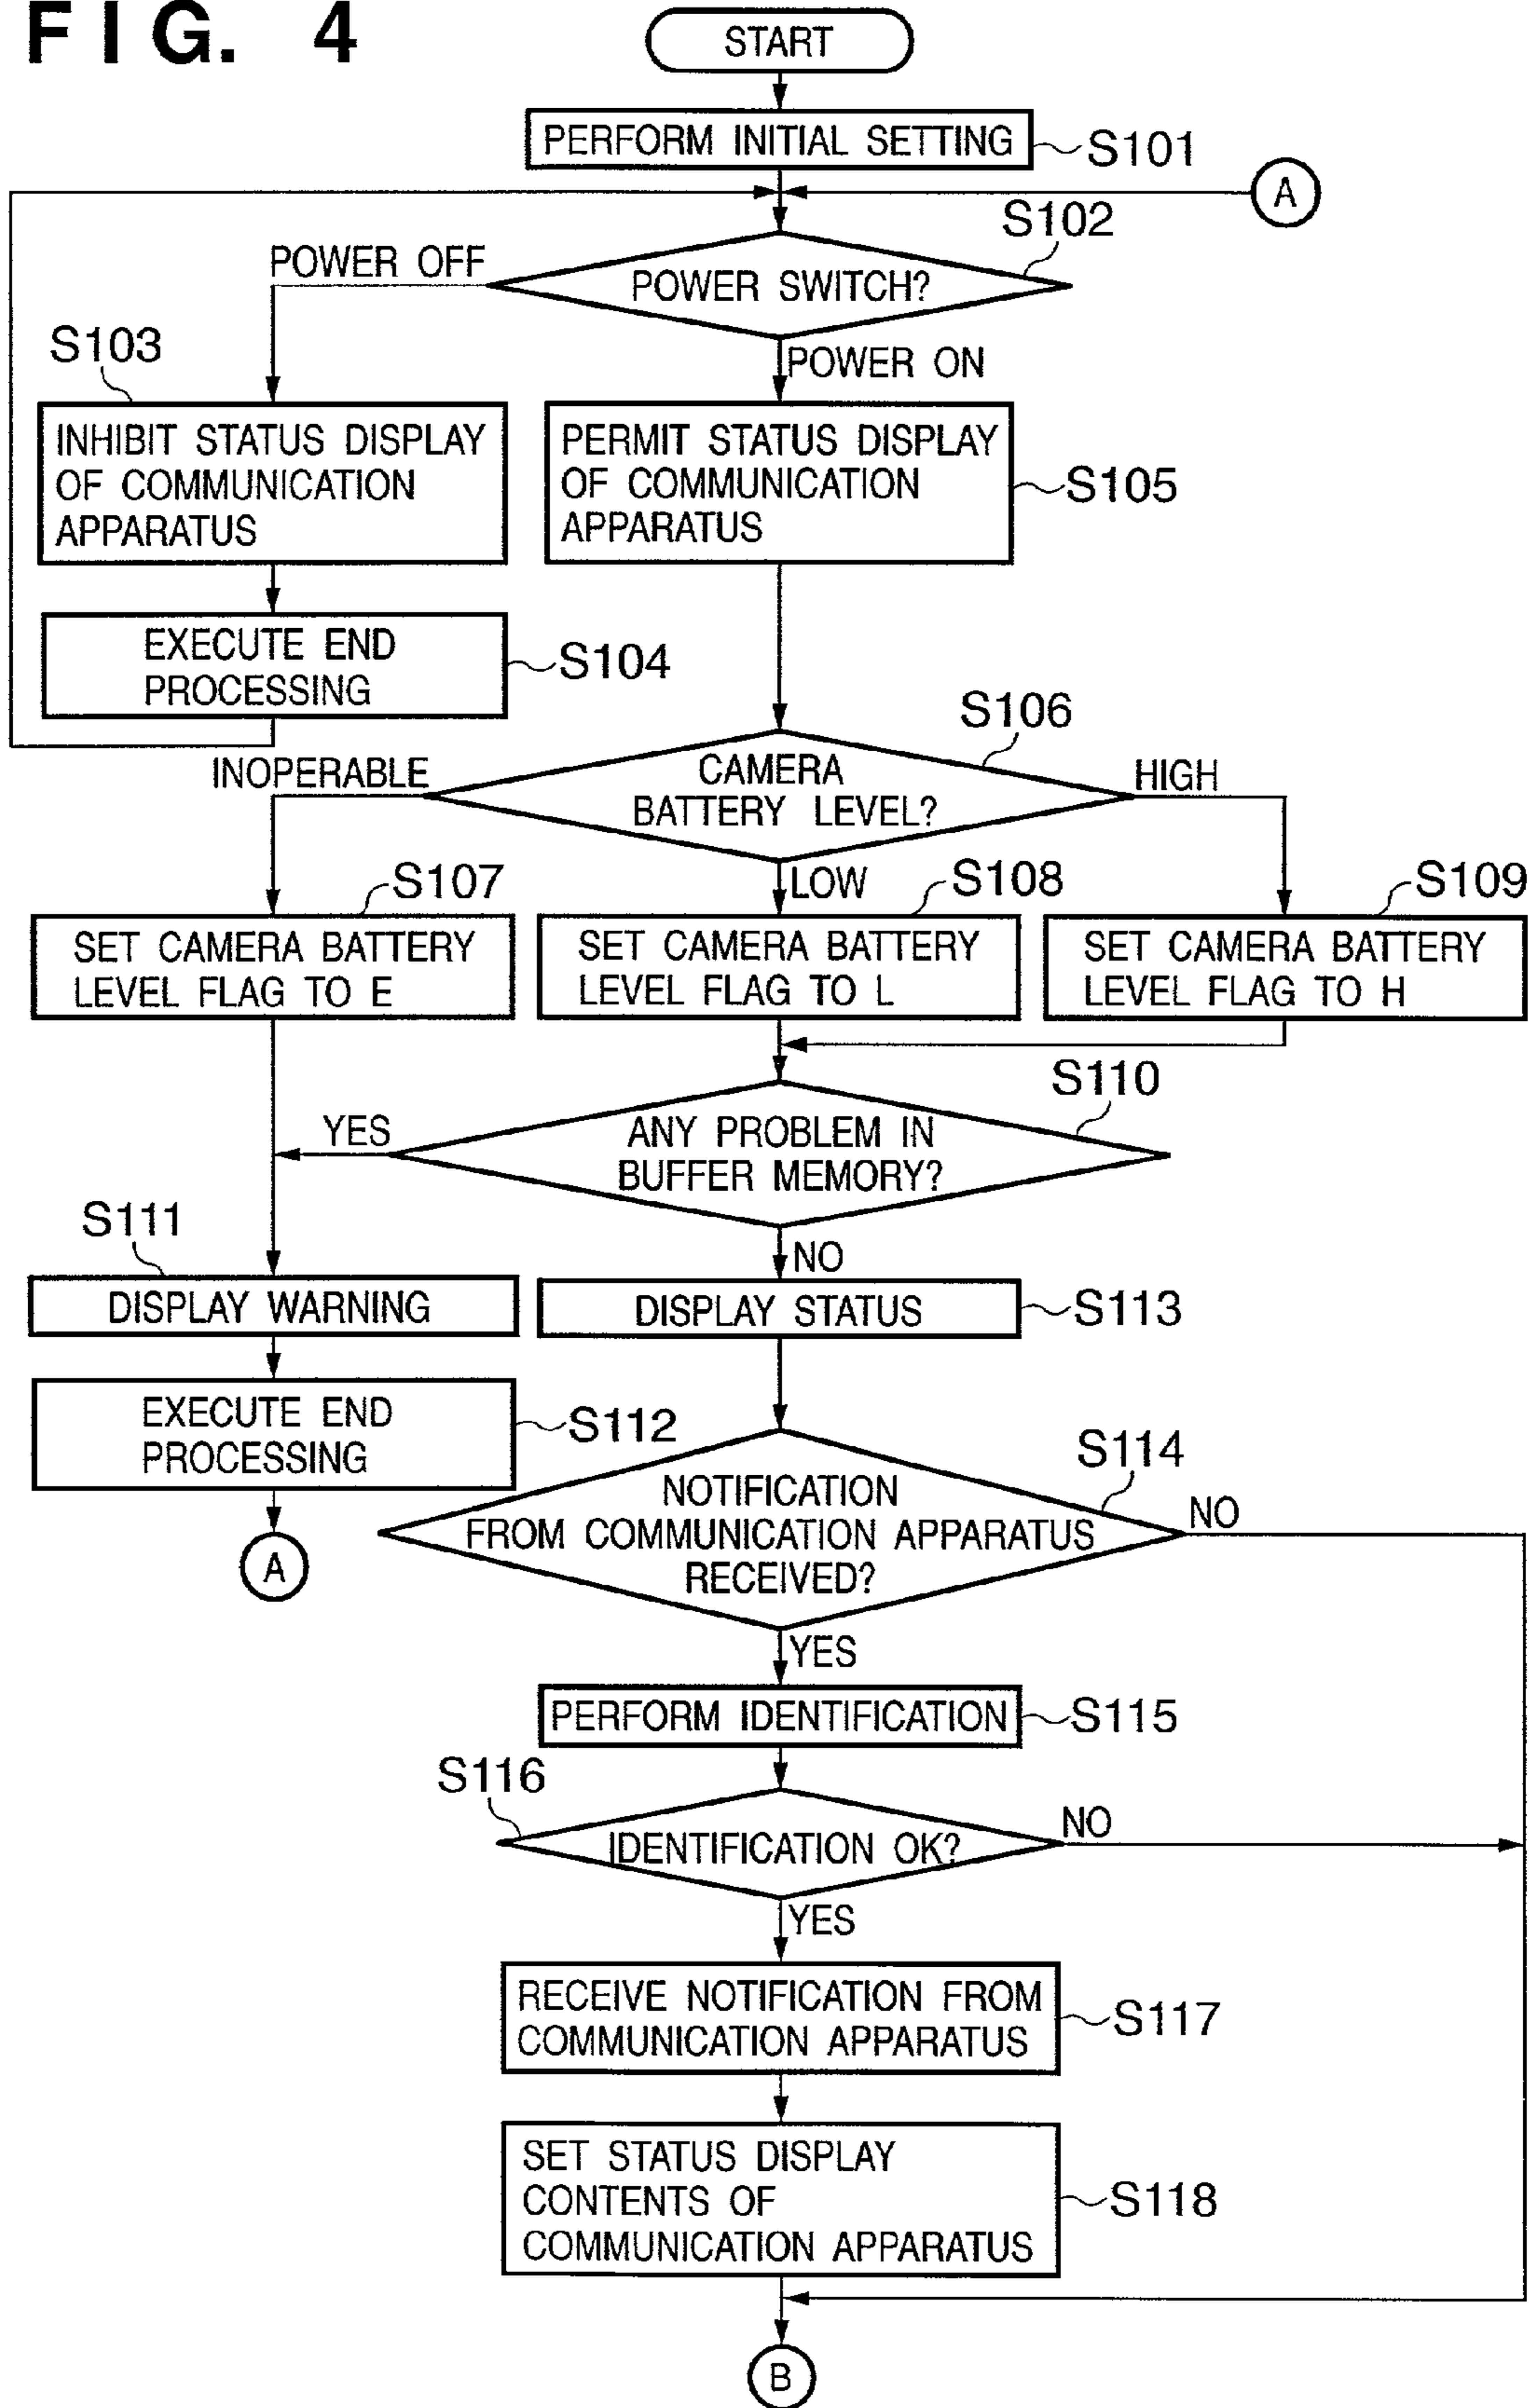 FIG. 4
START
PERFORM INITIAL SETTING
S101
A
S102
POWER OFF
POWER SWITCH?
S103
POWER ON
INHIBIT STATUS DISPLAY
OF COMMUNICATION
APPARATUS
PERMIT STATUS DISPLAY
OF COMMUNICATION
APPARATUS
S105
EXECUTE END
PROCESSING
S104
S106
INOPERABLE
CAMERA
BATTERY LEVEL?
HIGH
S107
LOW
S108
S109
SET CAMERA BATTERY
LEVEL FLAG TO E
SET CAMERA BATTERY
LEVEL FLAG TO L
SET CAMERA BATTERY
LEVEL FLAG TO H
S110
YES
ANY PROBLEM IN
BUFFER MEMORY?
S111
NO
DISPLAY WARNING
DISPLAY STATUS
S113
EXECUTE END
PROCESSING
S112
S114
NOTIFICATION
FROM COMMUNICATION APPARATUS
RECEIVED?
NO
A
YES
PERFORM IDENTIFICATION
S115
S116
IDENTIFICATION OK?
NO
YES
RECEIVE NOTIFICATION FROM
COMMUNICATION APPARATUS
S117
SET STATUS DISPLAY
CONTENTS OF
COMMUNICATION APPARATUS
S118
B